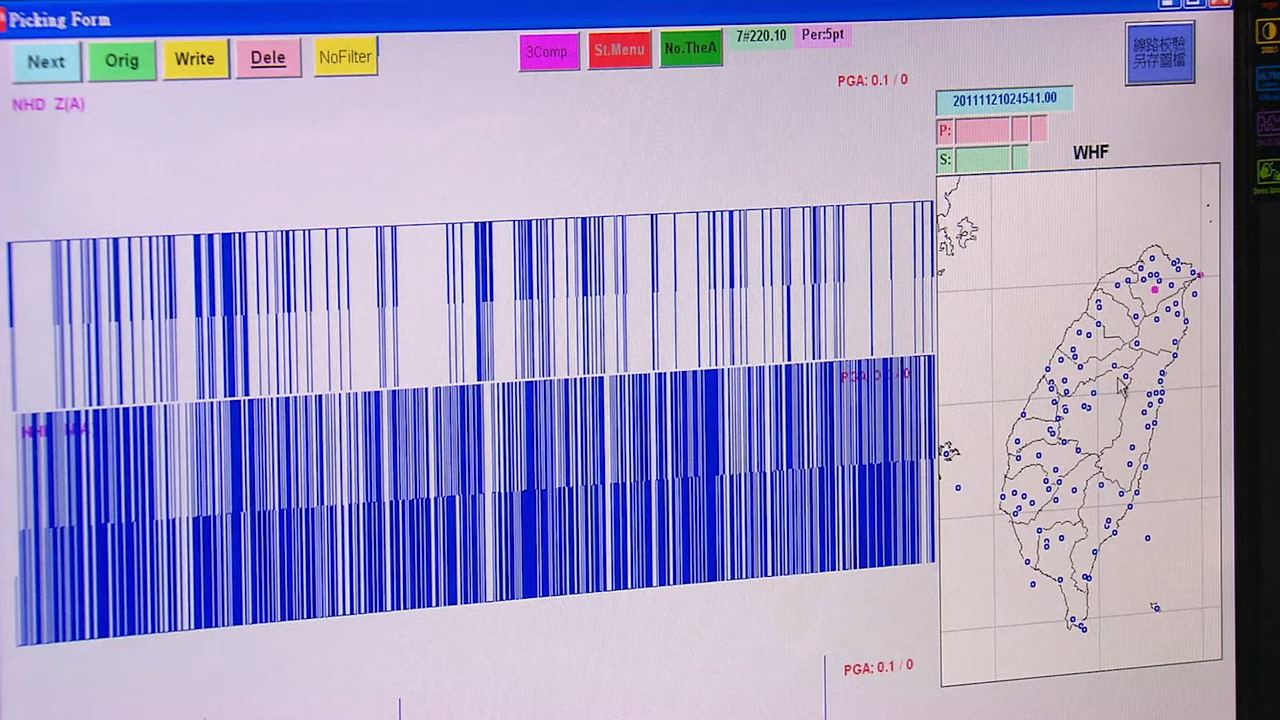 Picking Form
Next Orig Write Dele NoFilter 3Comp. St.Menu No.TheA 7#220.10 Per:5pt
線路校驗
另存圖檔
PGA: 0.1 / 0
NHD Z(A)
20111121024541.00
P:
S:
WHF
PGA: 0.1 / 0